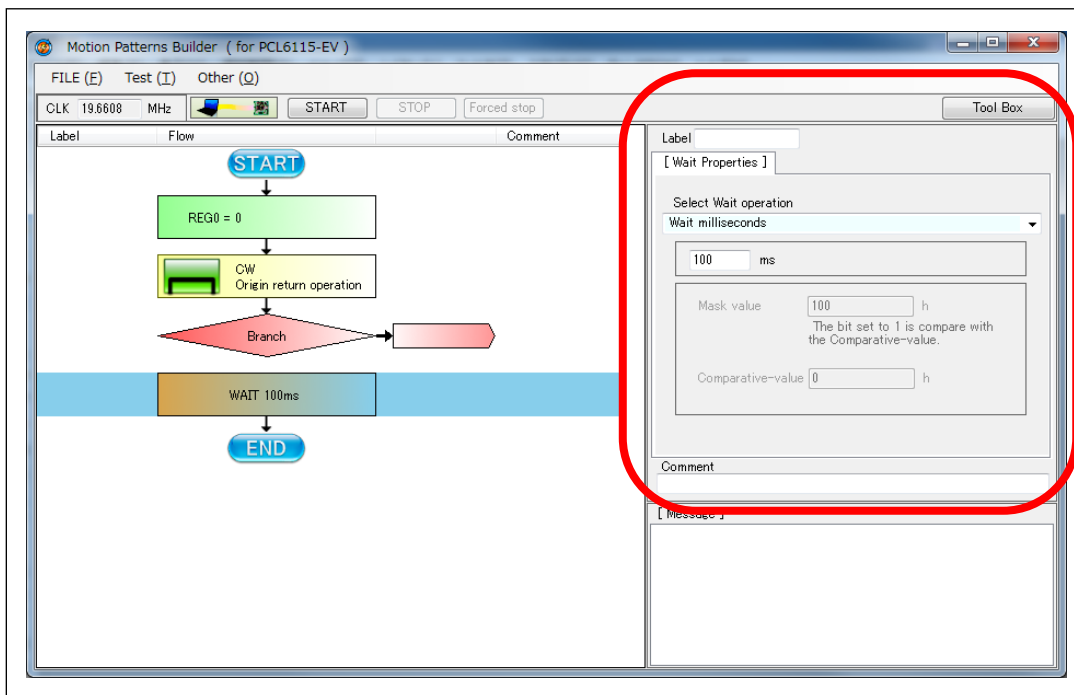 Motion Patterns Builder ( for PCL6115-EV )
FILE (F) Test (T) Other (O)
CLK 19.6608 MHz START STOP Forced stop Tool Box
Label Flow Comment
START
REG0 = 0
CW
Origin return operation
Branch
WAIT 100ms
END
Label
[ Wait Properties ]
Select Wait operation
Wait milliseconds
100 ms
Mask value 100 h
The bit set to 1 is compare with
the Comparative-value.
Comparative-value 0 h
Comment
[ Message ]